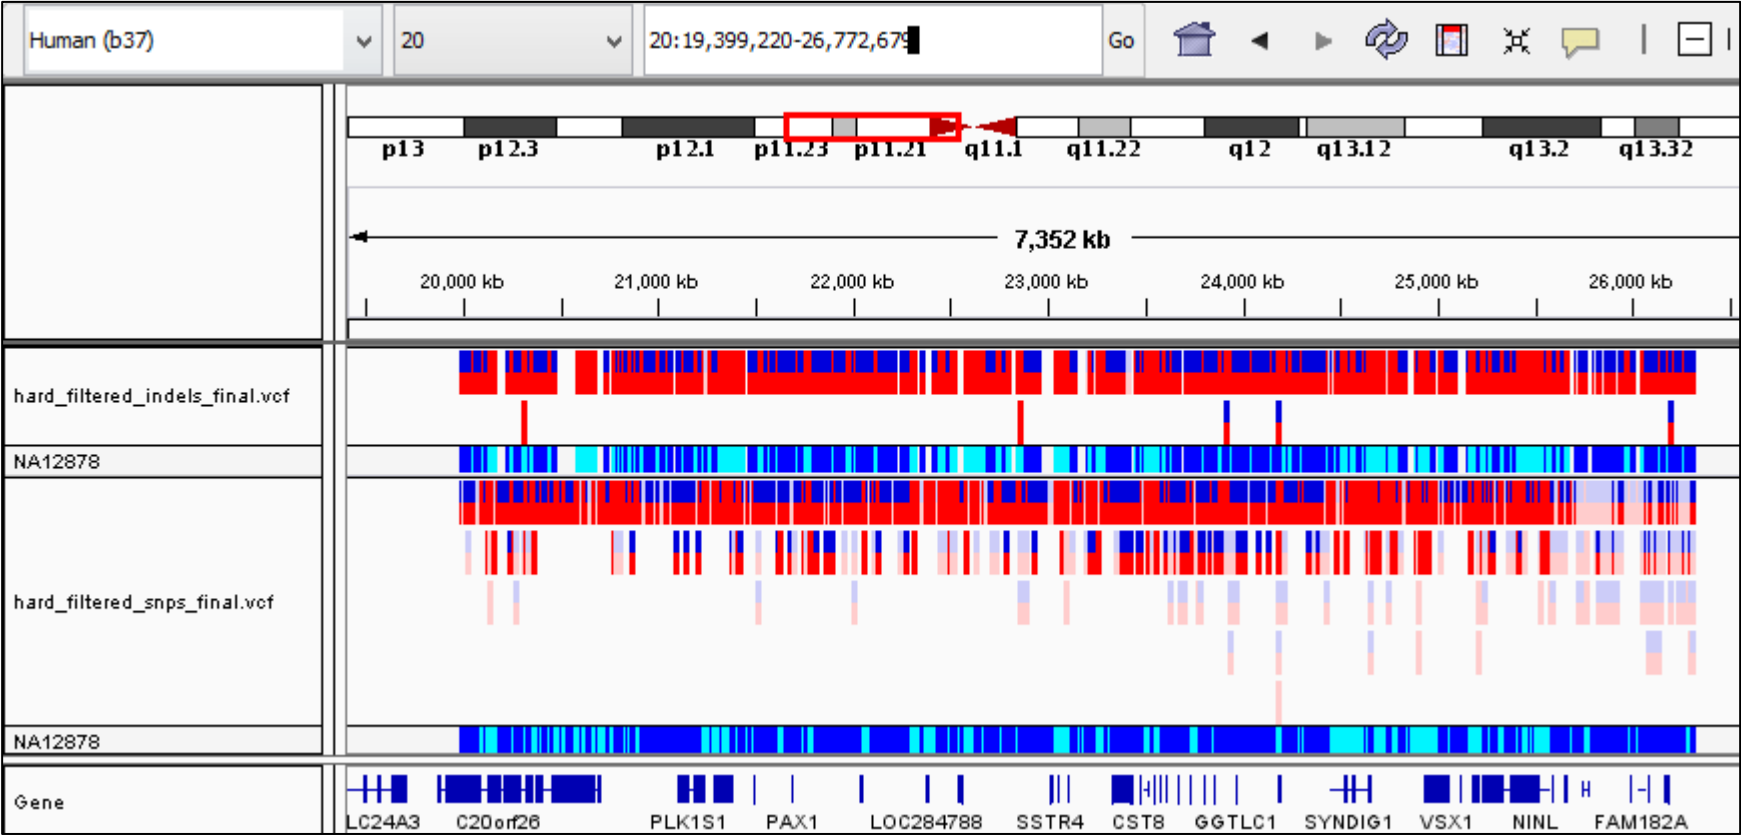 Human (b37) 20 20:19,399,220-26,772,679 Go
p13 p12.3 p12.1 p11.23 p11.21 q11.1 q11.22 q12 q13.12 q13.2 q13.32
7,352 kb
20,000 kb 21,000 kb 22,000 kb 23,000 kb 24,000 kb 25,000 kb 26,000 kb
hard_filtered_indels_final.vcf
NA12878
hard_filtered_snps_final.vcf
NA12878
Gene
LC24A3 C20orf26 PLK1S1 PAX1 LOC284788 SSTR4 CST8 GGTLC1 SYNDIG1 VSX1 NINL FAM182A